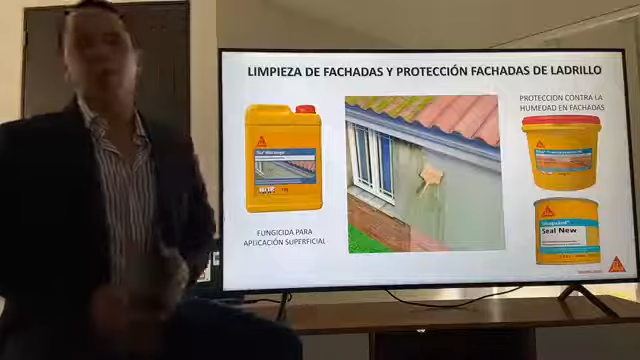 LIMPIEZA DE FACHADAS Y PROTECCIÓN FACHADAS DE LADRILLO
PROTECCION CONTRA LA
HUMEDAD EN FACHADAS
FUNGICIDA PARA
APLICACIÓN SUPERFICIAL
Seal New